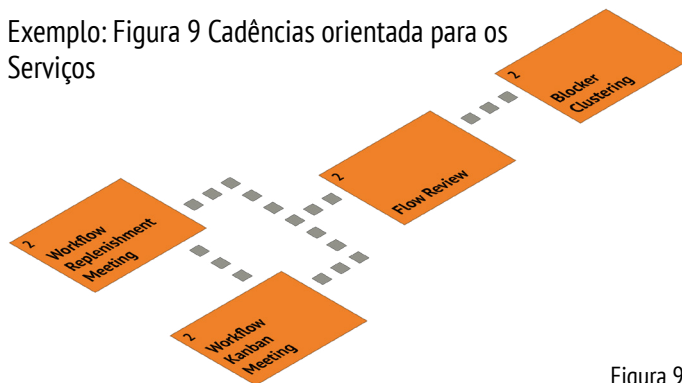 Exemplo: Figura 9 Cadências orientada para os
Serviços
2
Blocker
Clustering
2
Flow Review
2
Workflow
Replenishment
Meeting
2
Workflow
Kanban
Meeting
Figura 9